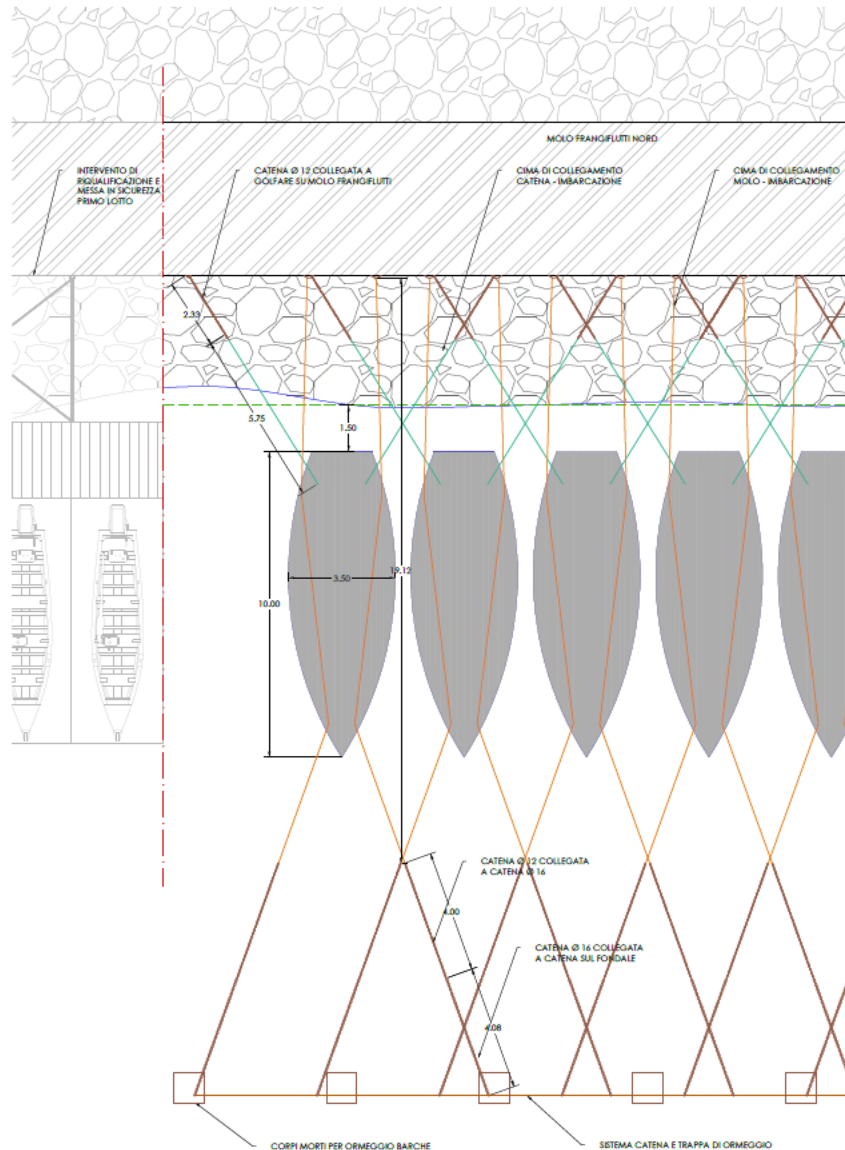 MOLO FRANGIFLUTTI NORD
INTERVENTO DI
RIQUALIFICAZIONE E
MESSA IN SICUREZZA
PRIMO LOTTO
CATENA Ø 12 COLLEGATA A
GOLFARE SU MOLO FRANGIFLUTTI
CIMA DI COLLEGAMENTO
CATENA - IMBARCAZIONE
CIMA DI COLLEGAMENTO
MOLO - IMBARCAZIONE
2.33
5.75
1.50
19.12
3.50
10.00
CATENA Ø 12 COLLEGATA
A CATENA Ø 16
4.00
CATENA Ø 16 COLLEGATA
A CATENA SUL FONDALE
4.08
CORPI MORTI PER ORMEGGIO BARCHE
SISTEMA CATENA E TRAPPA DI ORMEGGIO